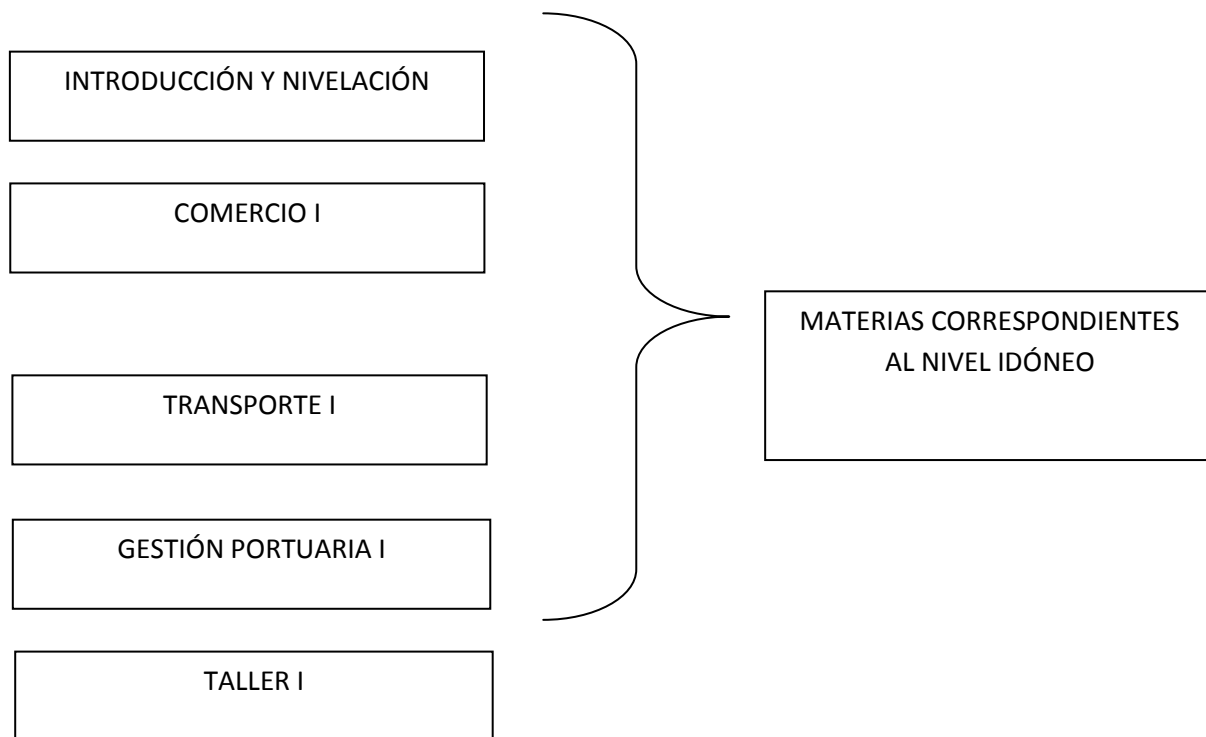 INTRODUCCIÓN Y NIVELACIÓN
COMERCIO I
TRANSPORTE I
GESTIÓN PORTUARIA I
TALLER I
MATERIAS CORRESPONDIENTES
AL NIVEL IDÓNEO